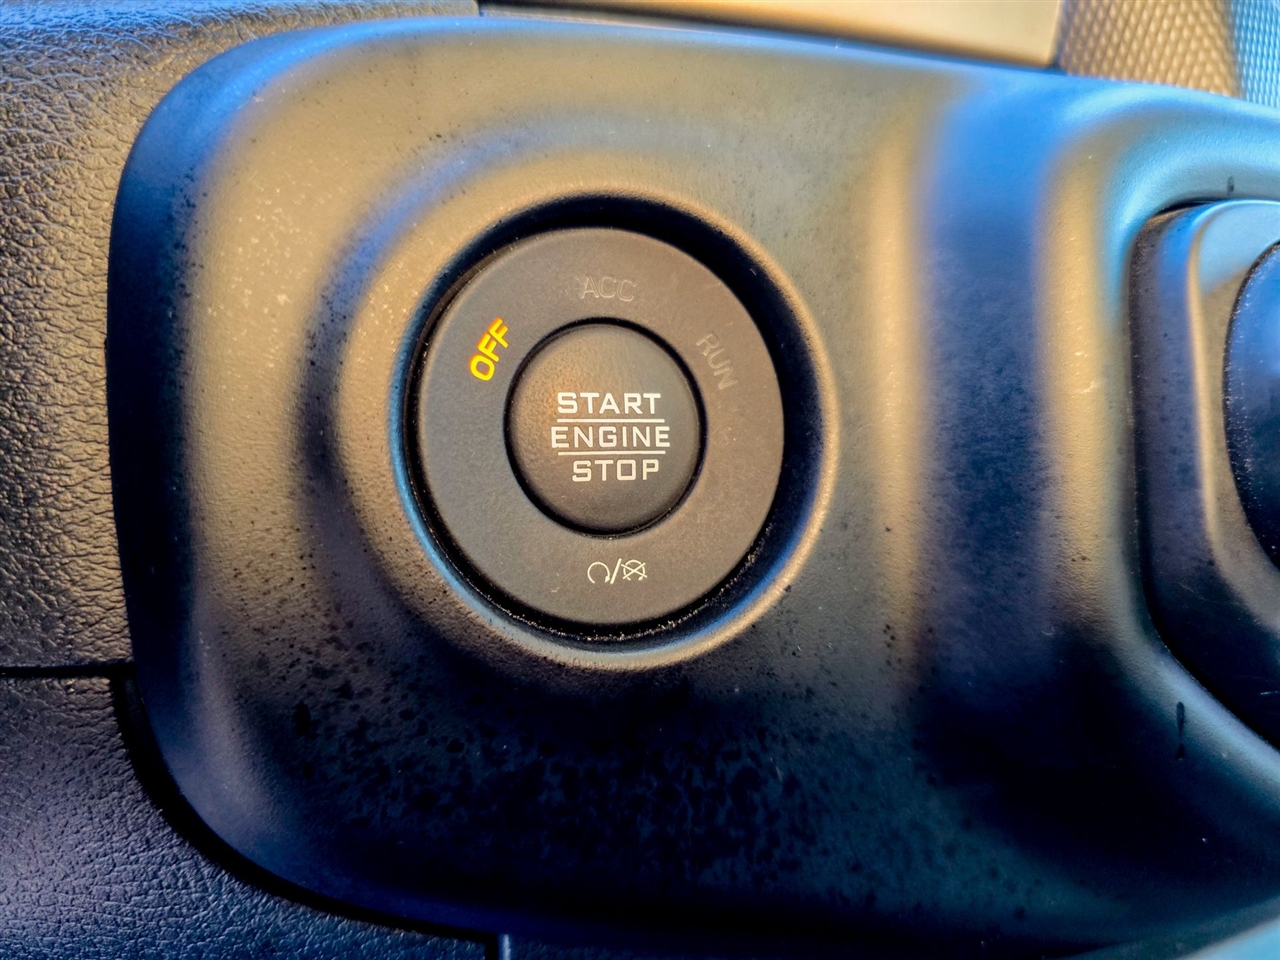 ACC
OFF
RUN
START
ENGINE
STOP